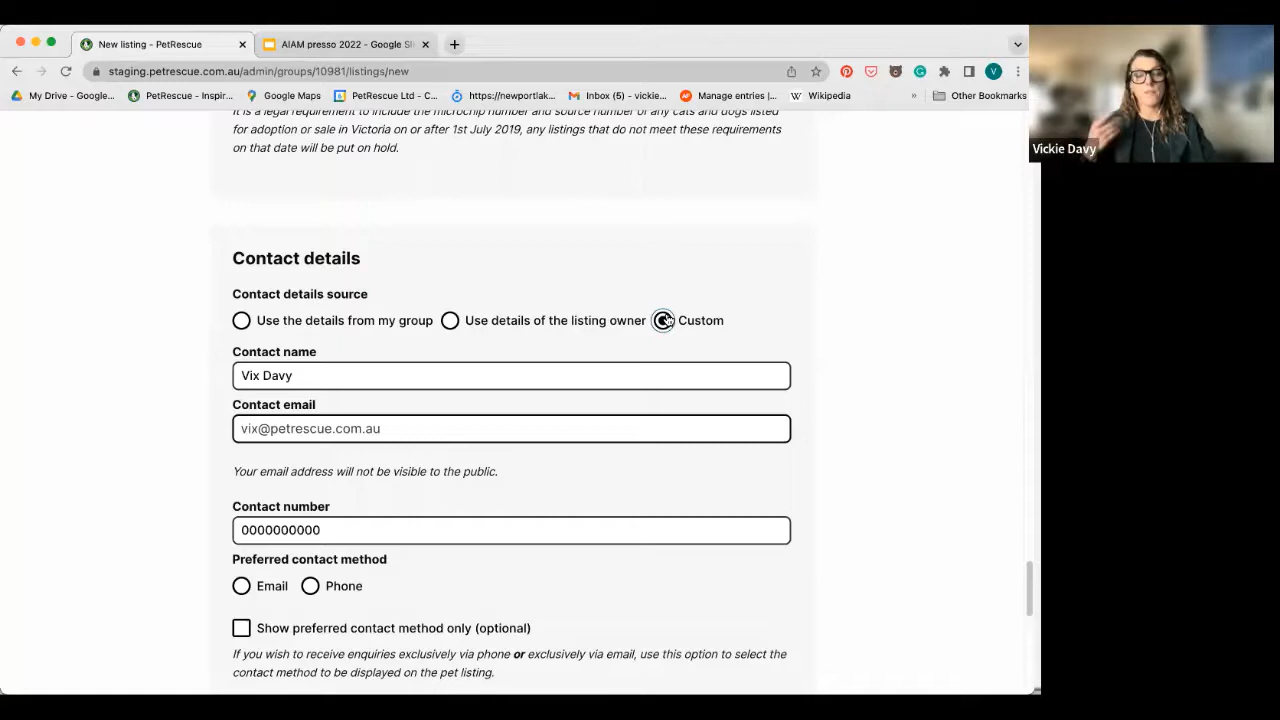 New listing - PetRescue
AIAM presso 2022 - Google Sl
staging.petrescue.com.au/admin/groups/10981/listings/new
My Drive - Google...
PetRescue - Inspir...
Google Maps
PetRescue Ltd - C...
https://newportlak...
Inbox (5) - vickie...
Manage entries |...
Wikipedia
»
Other Bookmarks
V
Vickie Davy
It is a legal requirement to include the microchip number and source number of any cats and dogs listed
for adoption or sale in Victoria on or after 1st July 2019, any listings that do not meet these requirements
on that date will be put on hold.
Contact details
Contact details source
Use the details from my group
Use details of the listing owner
Custom
Contact name
Vix Davy
Contact email
vix@petrescue.com.au
Your email address will not be visible to the public.
Contact number
0000000000
Preferred contact method
Email
Phone
Show preferred contact method only (optional)
If you wish to receive enquiries exclusively via phone or exclusively via email, use this option to select the
contact method to be displayed on the pet listing.